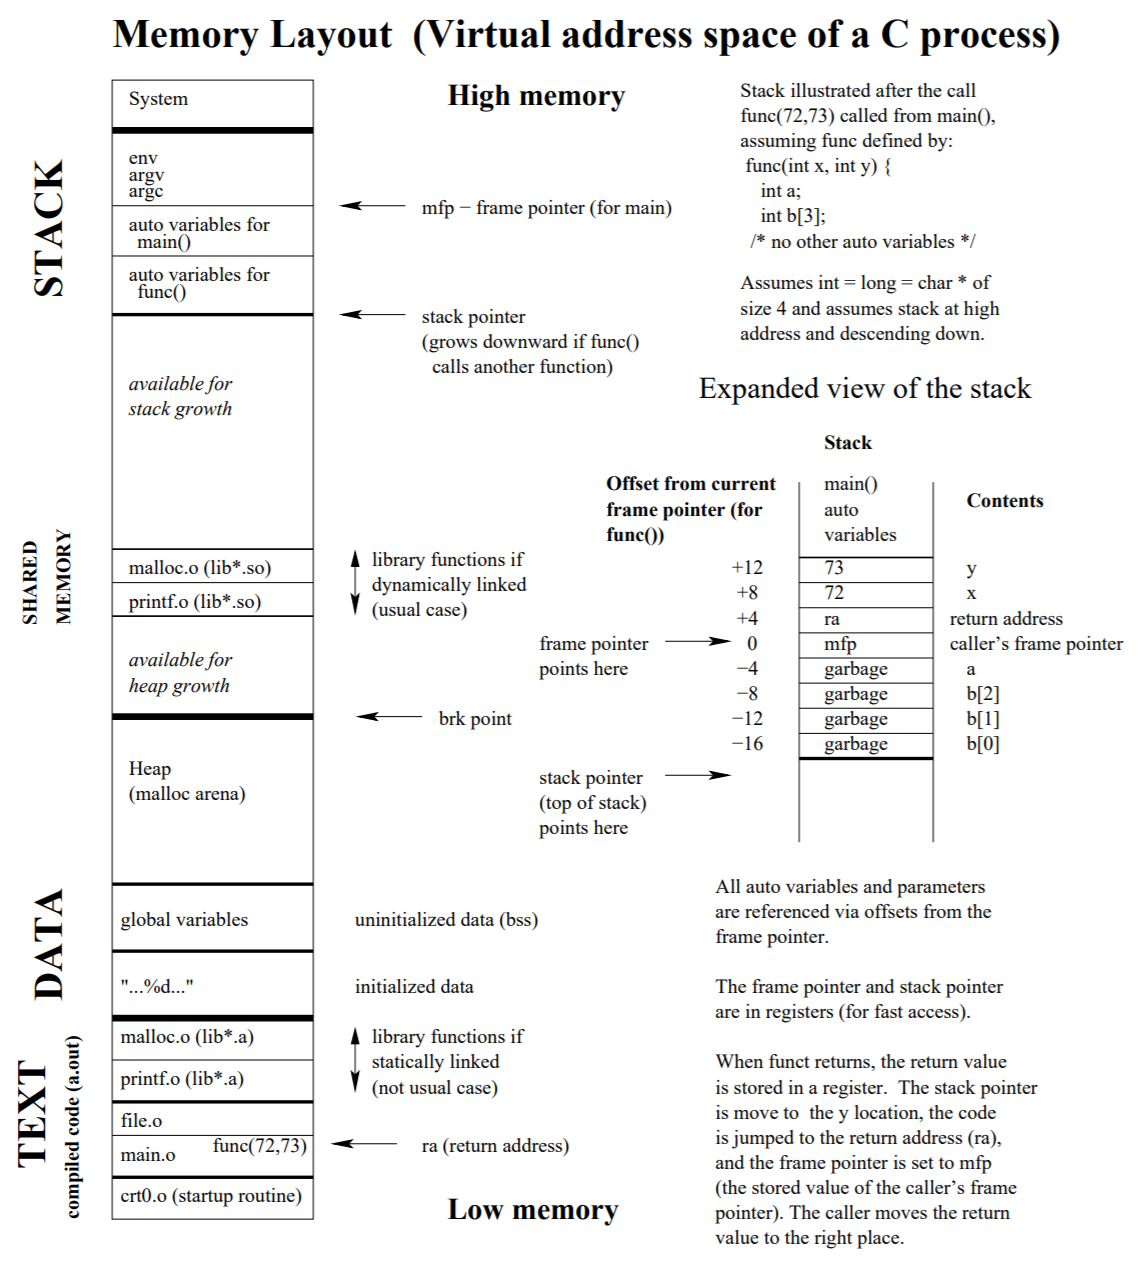 Memory Layout (Virtual address space of a C process)
STACK
SHARED
MEMORY
DATA
TEXT
compiled code (a.out)
System
env
argv
argc
auto variables for
main()
auto variables for
func()
available for
stack growth
malloc.o (lib*.so)
printf.o (lib*.so)
available for
heap growth
Heap
(malloc arena)
global variables
"...%d..."
malloc.o (lib*.a)
printf.o (lib*.a)
file.o
main.o func(72,73)
crt0.o (startup routine)
High memory
mfp − frame pointer (for main)
stack pointer
(grows downward if func()
calls another function)
library functions if
dynamically linked
(usual case)
brk point
uninitialized data (bss)
initialized data
library functions if
statically linked
(not usual case)
ra (return address)
Low memory
Stack illustrated after the call
func(72,73) called from main(),
assuming func defined by:
func(int x, int y) {
int a;
int b[3];
/* no other auto variables */
Assumes int = long = char * of
size 4 and assumes stack at high
address and descending down.
Expanded view of the stack
Stack
Offset from current
frame pointer (for
func())
main()
auto
variables
Contents
+12 73 y
+8 72 x
+4 ra return address
0 mfp caller's frame pointer
−4 garbage a
−8 garbage b[2]
−12 garbage b[1]
−16 garbage b[0]
frame pointer
points here
stack pointer
(top of stack)
points here
All auto variables and parameters
are referenced via offsets from the
frame pointer.
The frame pointer and stack pointer
are in registers (for fast access).
When funct returns, the return value
is stored in a register. The stack pointer
is move to the y location, the code
is jumped to the return address (ra),
and the frame pointer is set to mfp
(the stored value of the caller's frame
pointer). The caller moves the return
value to the right place.